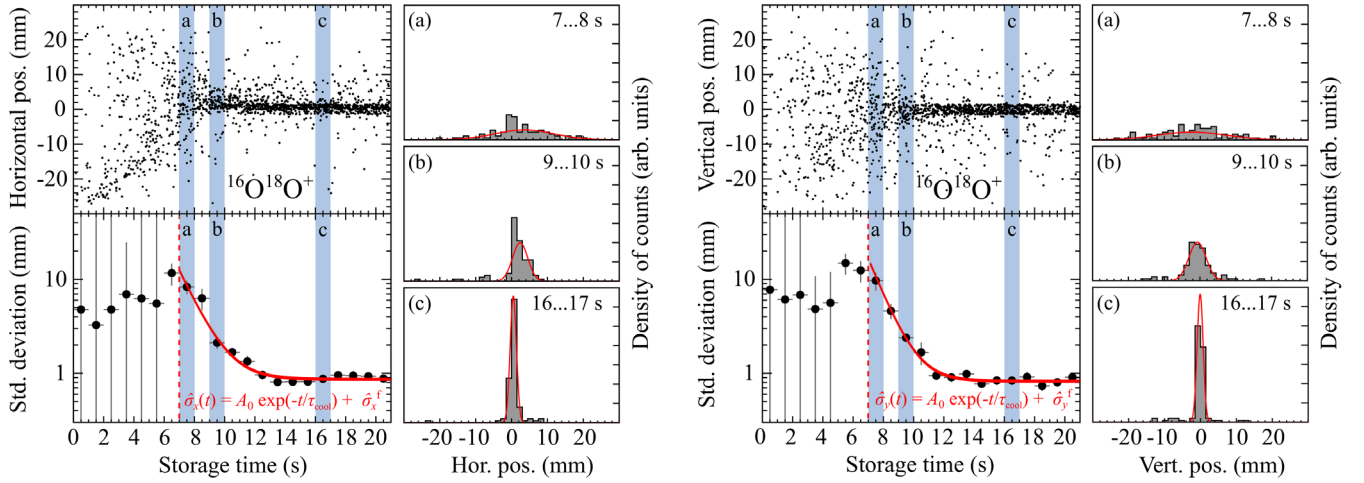 Horizontal pos. (mm)
20
10
0
-10
-20
a
b
c
¹⁶O¹⁸O⁺
Std. deviation (mm)
10
1
a
b
c
σ̂ₓ(t) = A₀ exp(-t/τ_cool) + σ̂ₓᶠ
0 2 4 6 8 10 12 14 16 18 20
Storage time (s)
(a) 7...8 s
(b) 9...10 s
(c) 16...17 s
-20 -10 0 10 20
Hor. pos. (mm)
Density of counts (arb. units)
Vertical pos. (mm)
20
10
0
-10
-20
a
b
c
¹⁶O¹⁸O⁺
Std. deviation (mm)
10
1
a
b
c
σ̂_y(t) = A₀ exp(-t/τ_cool) + σ̂_yᶠ
0 2 4 6 8 10 12 14 16 18 20
Storage time (s)
(a) 7...8 s
(b) 9...10 s
(c) 16...17 s
-20 -10 0 10 20
Vert. pos. (mm)
Density of counts (arb. units)